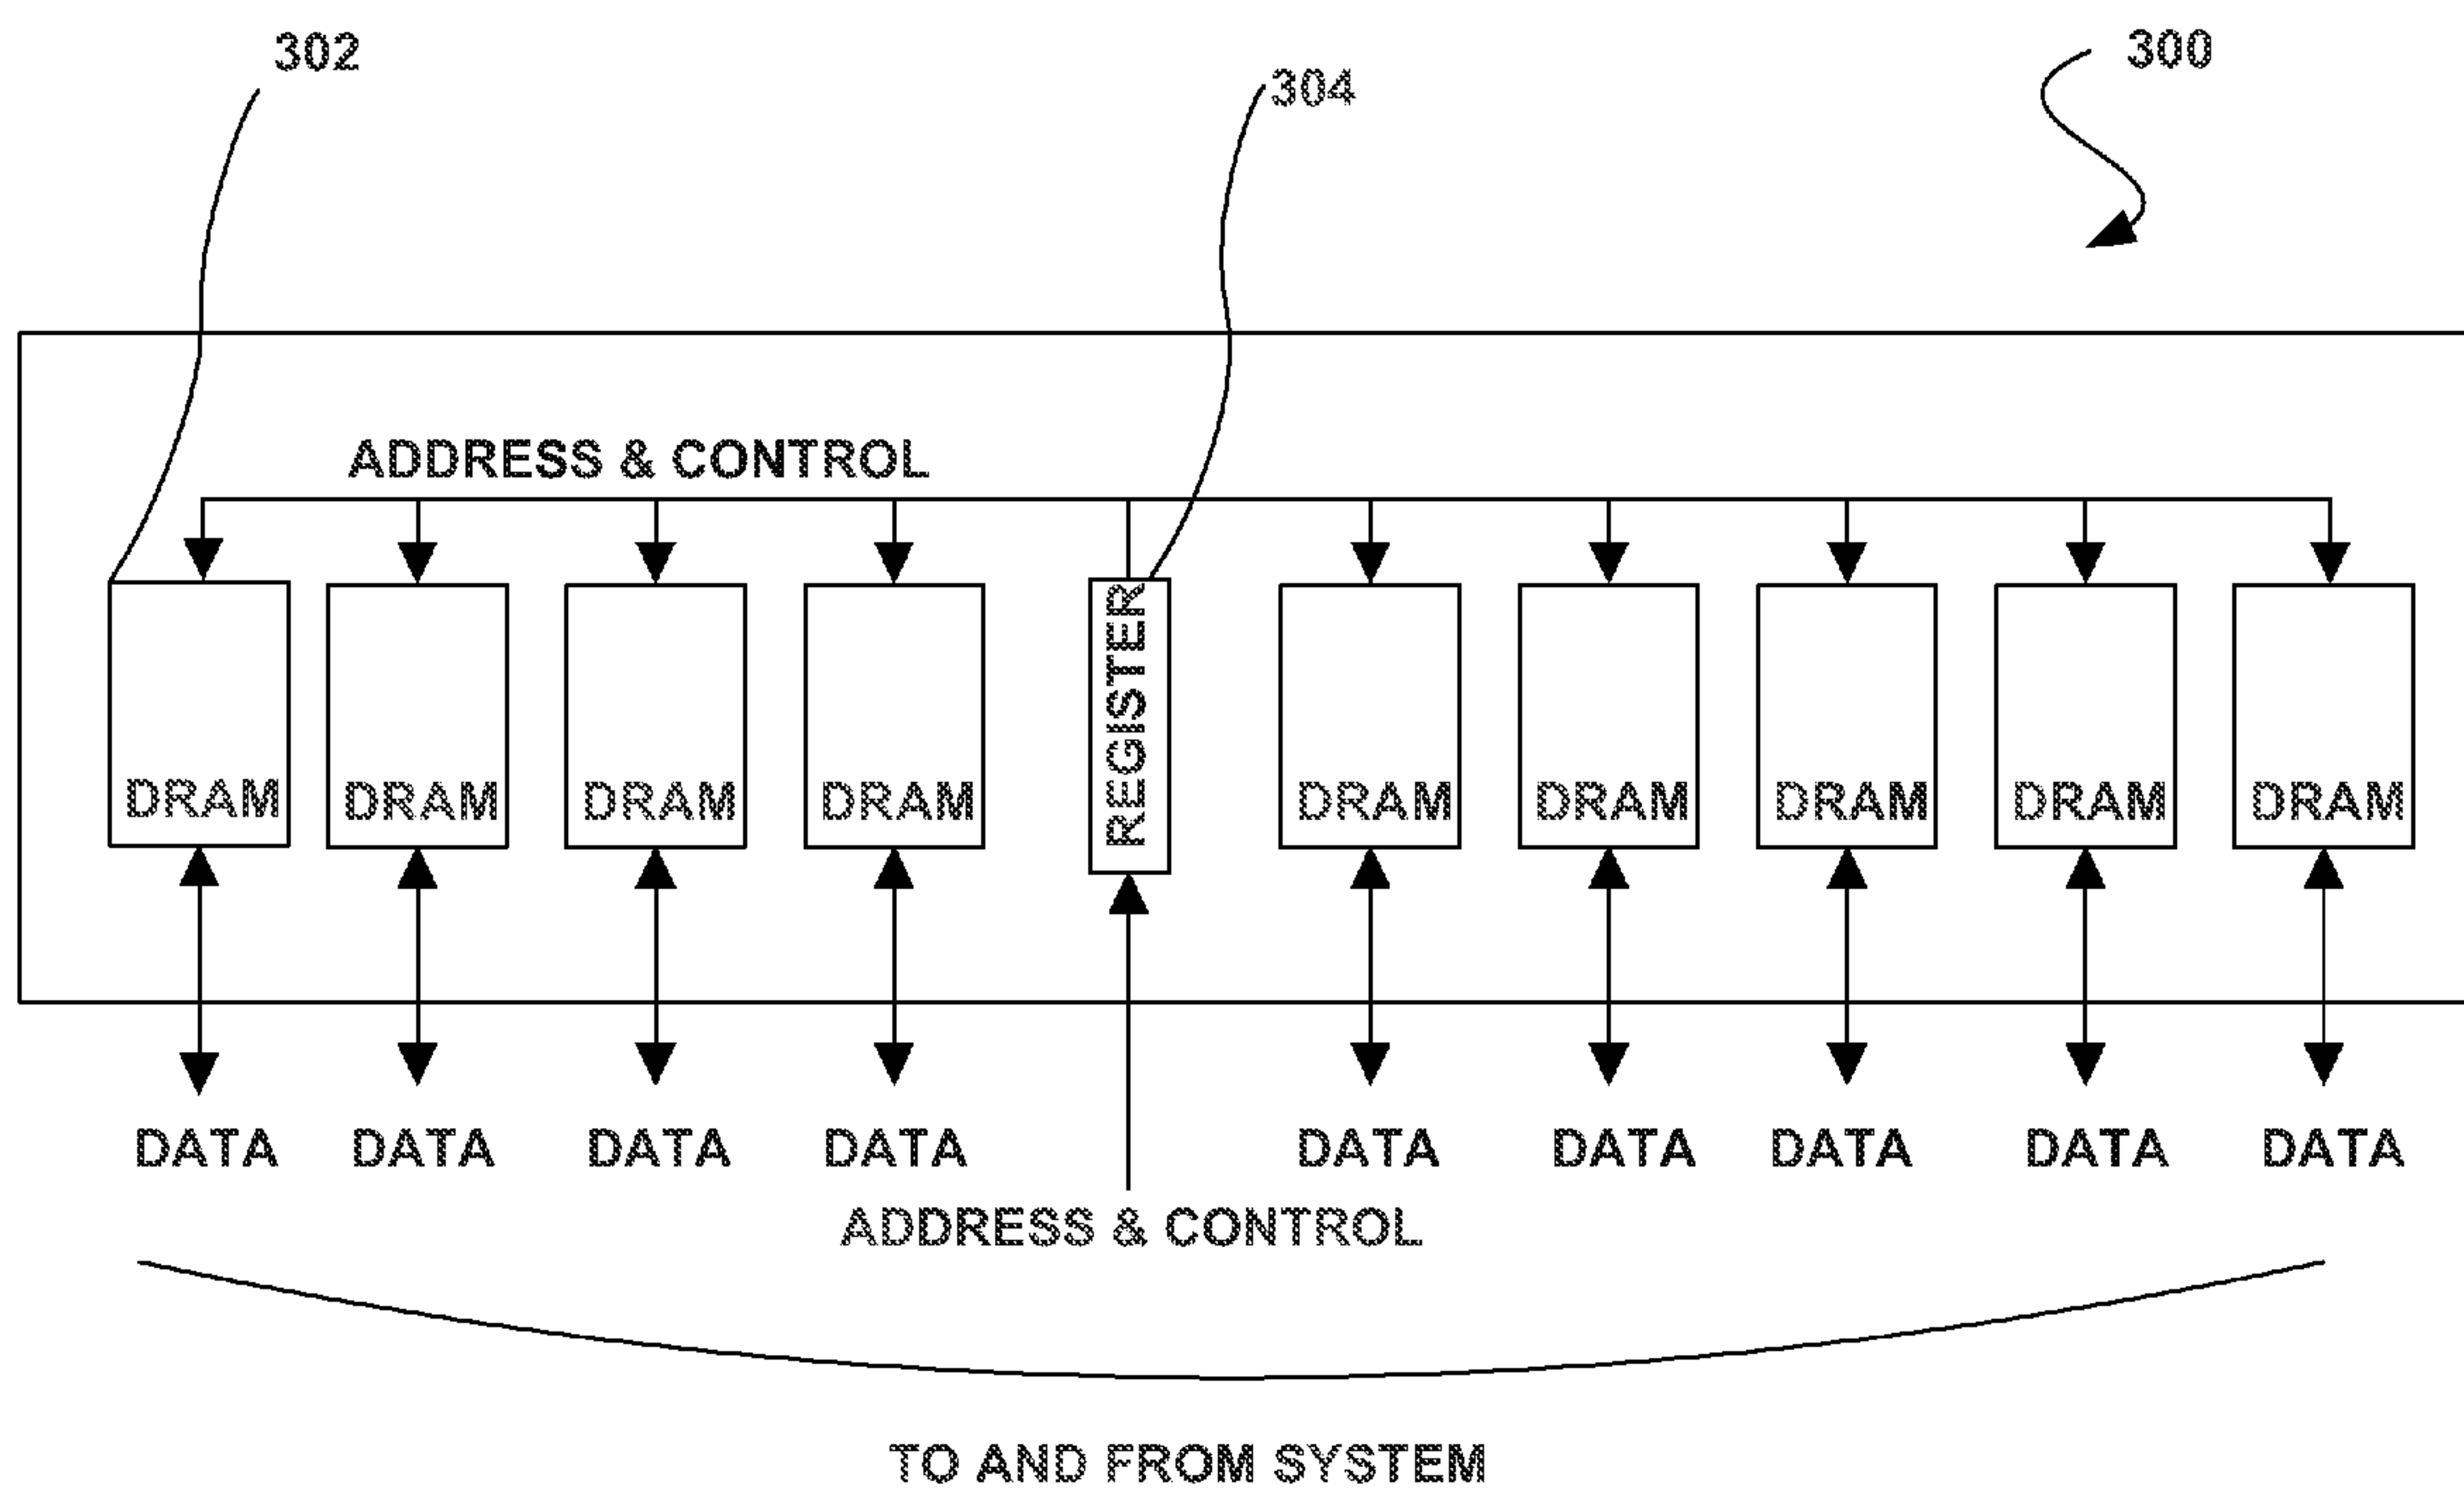 302
304
300
ADDRESS & CONTROL
REGISTER
DRAM DRAM DRAM DRAM DRAM DRAM DRAM DRAM DRAM
DATA DATA DATA DATA DATA DATA DATA DATA DATA
ADDRESS & CONTROL
TO AND FROM SYSTEM